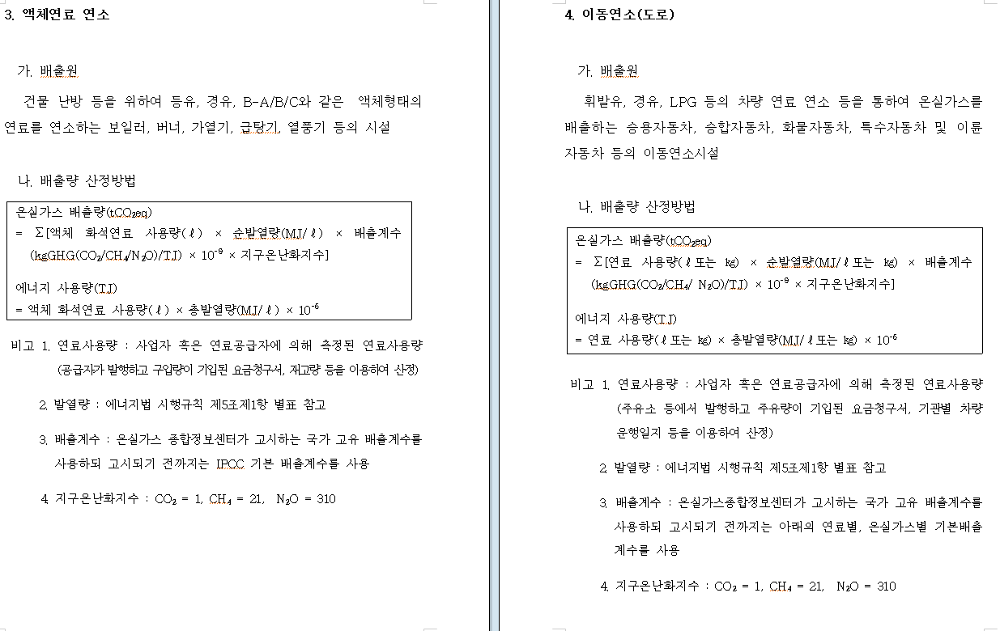 3. 액체연료 연소
가. 배출원
건물 난방 등을 위하여 등유, 경유, B-A/B/C와 같은 액체형태의
연료를 연소하는 보일러, 버너, 가열기, 급탕기, 열풍기 등의 시설
나. 배출량 산정방법
온실가스 배출량(tCO₂eq)
= Σ[액체 화석연료 사용량(ℓ) × 순발열량(MJ/ℓ) × 배출계수
(kgGHG(CO₂/CH₄/N₂O)/TJ) × 10⁻⁹ × 지구온난화지수]
에너지 사용량(TJ)
= 액체 화석연료 사용량(ℓ) × 총발열량(MJ/ℓ) × 10⁻⁶
비고 1. 연료사용량 : 사업자 혹은 연료공급자에 의해 측정된 연료사용량
(공급자가 발행하고 구입량이 기입된 요금청구서, 재고량 등을 이용하여 산정)
2. 발열량 : 에너지법 시행규칙 제5조제1항 별표 참고
3. 배출계수 : 온실가스 종합정보센터가 고시하는 국가 고유 배출계수를
사용하되 고시되기 전까지는 IPCC 기본 배출계수를 사용
4. 지구온난화지수 : CO₂ = 1, CH₄ = 21, N₂O = 310
4. 이동연소(도로)
가. 배출원
휘발유, 경유, LPG 등의 차량 연료 연소 등을 통하여 온실가스를
배출하는 승용자동차, 승합자동차, 화물자동차, 특수자동차 및 이륜
자동차 등의 이동연소시설
나. 배출량 산정방법
온실가스 배출량(tCO₂eq)
= Σ[연료 사용량(ℓ또는 ㎏) × 순발열량(MJ/ℓ또는 ㎏) × 배출계수
(kgGHG(CO₂/CH₄/ N₂O)/TJ) × 10⁻⁹ × 지구온난화지수]
에너지 사용량(TJ)
= 연료 사용량(ℓ또는 ㎏) × 총발열량(MJ/ℓ또는 ㎏) × 10⁻⁶
비고 1. 연료사용량 : 사업자 혹은 연료공급자에 의해 측정된 연료사용량
(주유소 등에서 발행하고 주유량이 기입된 요금청구서, 기관별 차량
운행일지 등을 이용하여 산정)
2. 발열량 : 에너지법 시행규칙 제5조제1항 별표 참고
3. 배출계수 : 온실가스종합정보센터가 고시하는 국가 고유 배출계수를
사용하되 고시되기 전까지는 아래의 연료별, 온실가스별 기본배출
계수를 사용
4. 지구온난화지수 : CO₂ = 1, CH₄ = 21, N₂O = 310